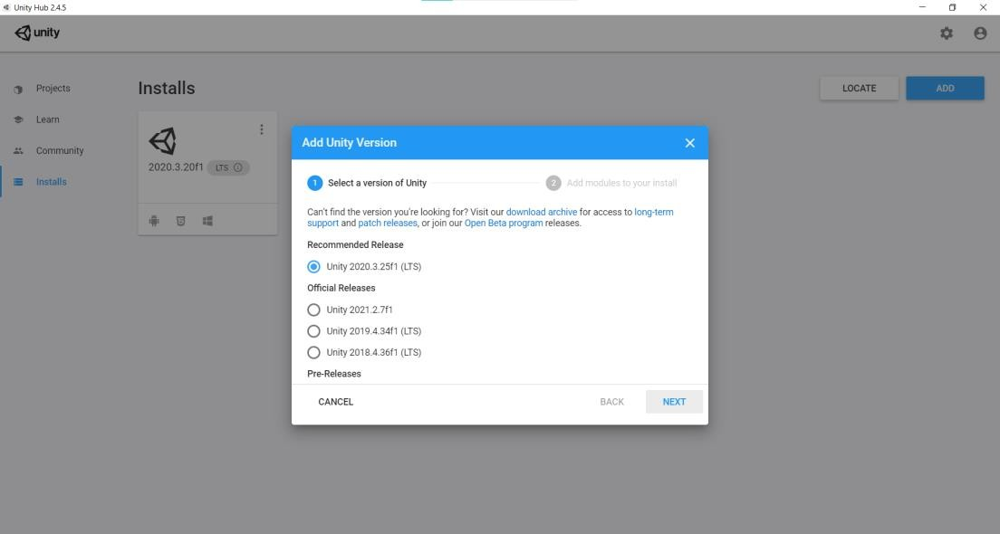 Unity Hub 2.4.5
unity
Projects
Learn
Community
Installs
Installs
LOCATE
ADD
2020.3.20f1 LTS
Add Unity Version
1 Select a version of Unity
2 Add modules to your install
Can't find the version you're looking for? Visit our download archive for access to long-term
support and patch releases, or join our Open Beta program releases.
Recommended Release
Unity 2020.3.25f1 (LTS)
Official Releases
Unity 2021.2.7f1
Unity 2019.4.34f1 (LTS)
Unity 2018.4.36f1 (LTS)
Pre-Releases
CANCEL
BACK
NEXT